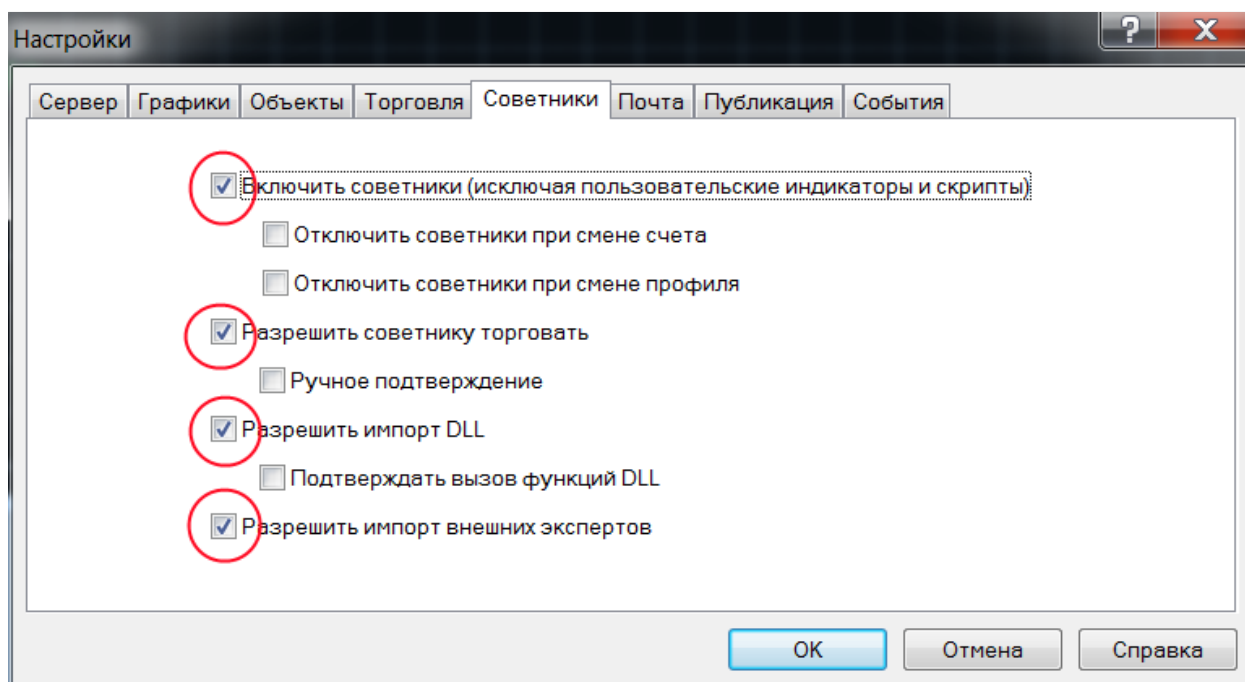 Настройки
Сервер Графики Объекты Торговля Советники Почта Публикация События
Включить советники (исключая пользовательские индикаторы и скрипты)
Отключить советники при смене счета
Отключить советники при смене профиля
Разрешить советнику торговать
Ручное подтверждение
Разрешить импорт DLL
Подтверждать вызов функций DLL
Разрешить импорт внешних экспертов
OK Отмена Справка